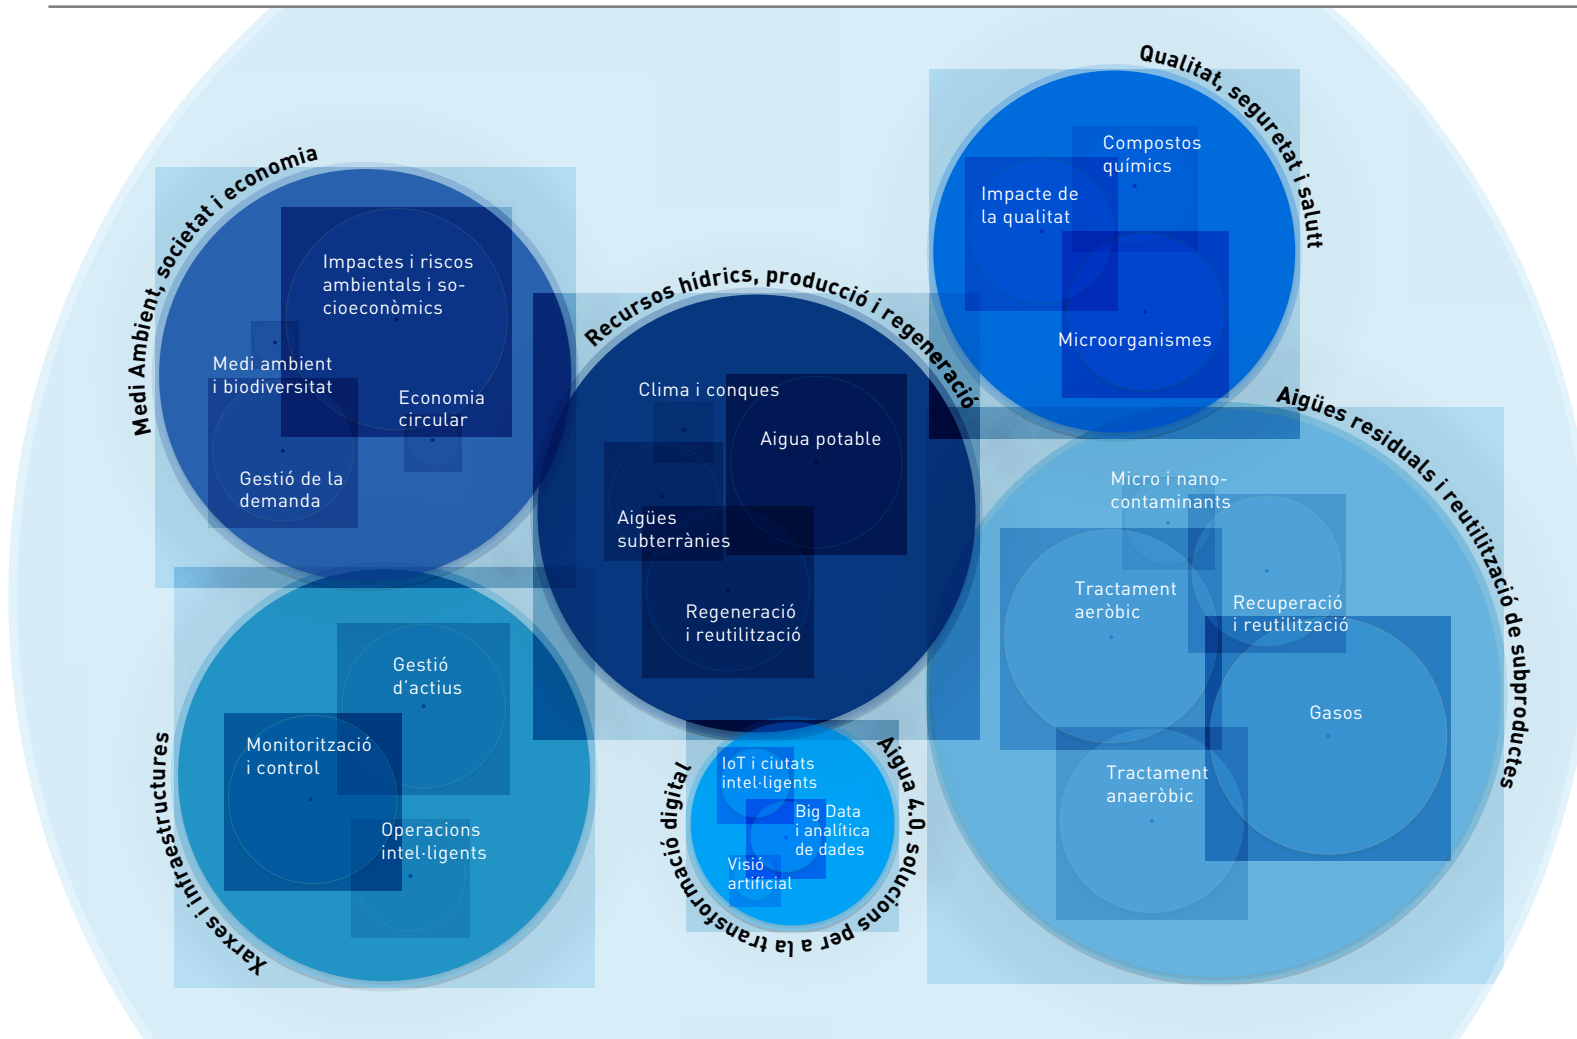 Medi Ambient, societat i economia
Impactes i riscos
ambientals i so-
cioeconòmics
Medi ambient
i biodiversitat
Economia
circular
Gestió de la
demanda
Qualitat, seguretat i salutt
Compostos
químics
Impacte de
la qualitat
Microorganismes
Recursos hídrics, producció i regeneració
Clima i conques
Aigua potable
Aigües
subterrànies
Regeneració
i reutilització
Aigües residuals i reutilització de subproductes
Micro i nano-
contaminants
Tractament
aeròbic
Recuperació
i reutilització
Gasos
Tractament
anaeròbic
Xarxes i infraestructures
Gestió
d'actius
Monitorització
i control
Operacions
intel·ligents
Aigua 4.0, solucions per a la transformació digital
IoT i ciutats
intel·ligents
Big Data
i analítica
de dades
Visió
artificial